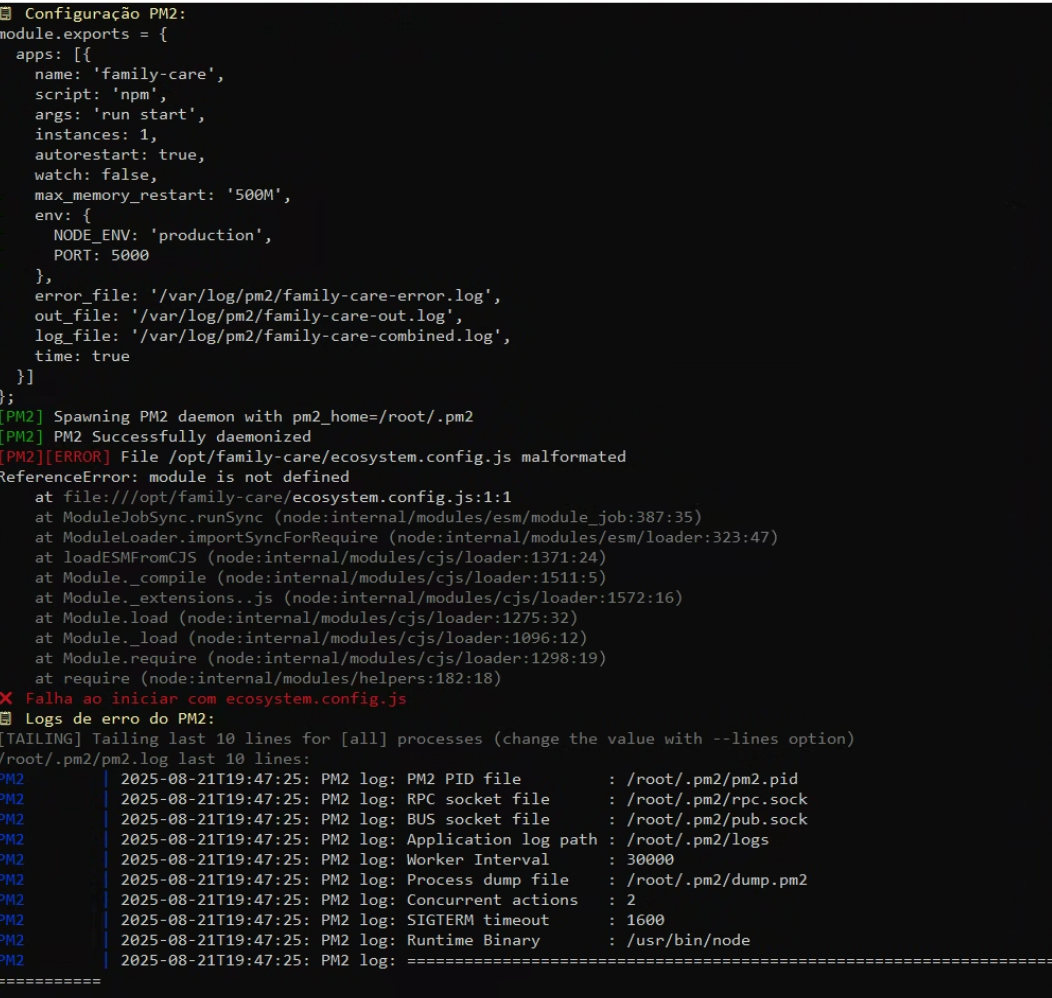 Configuração PM2:
module.exports = {
  apps: [{
    name: 'family-care',
    script: 'npm',
    args: 'run start',
    instances: 1,
    autorestart: true,
    watch: false,
    max_memory_restart: '500M',
    env: {
      NODE_ENV: 'production',
      PORT: 5000
    },
    error_file: '/var/log/pm2/family-care-error.log',
    out_file: '/var/log/pm2/family-care-out.log',
    log_file: '/var/log/pm2/family-care-combined.log',
    time: true
  }]
};
[PM2] Spawning PM2 daemon with pm2_home=/root/.pm2
[PM2] PM2 Successfully daemonized
[PM2][ERROR] File /opt/family-care/ecosystem.config.js malformated
ReferenceError: module is not defined
    at file:///opt/family-care/ecosystem.config.js:1:1
    at ModuleJobSync.runSync (node:internal/modules/esm/module_job:387:35)
    at ModuleLoader.importSyncForRequire (node:internal/modules/esm/loader:323:47)
    at loadESMFromCJS (node:internal/modules/cjs/loader:1371:24)
    at Module._compile (node:internal/modules/cjs/loader:1511:5)
    at Module._extensions..js (node:internal/modules/cjs/loader:1572:16)
    at Module.load (node:internal/modules/cjs/loader:1275:32)
    at Module._load (node:internal/modules/cjs/loader:1096:12)
    at Module.require (node:internal/modules/cjs/loader:1298:19)
    at require (node:internal/modules/helpers:182:18)
❌ Falha ao iniciar com ecosystem.config.js
Logs de erro do PM2:
[TAILING] Tailing last 10 lines for [all] processes (change the value with --lines option)
/root/.pm2/pm2.log last 10 lines:
PM2        | 2025-08-21T19:47:25: PM2 log: PM2 PID file         : /root/.pm2/pm2.pid
PM2        | 2025-08-21T19:47:25: PM2 log: RPC socket file      : /root/.pm2/rpc.sock
PM2        | 2025-08-21T19:47:25: PM2 log: BUS socket file      : /root/.pm2/pub.sock
PM2        | 2025-08-21T19:47:25: PM2 log: Application log path : /root/.pm2/logs
PM2        | 2025-08-21T19:47:25: PM2 log: Worker Interval      : 30000
PM2        | 2025-08-21T19:47:25: PM2 log: Process dump file    : /root/.pm2/dump.pm2
PM2        | 2025-08-21T19:47:25: PM2 log: Concurrent actions   : 2
PM2        | 2025-08-21T19:47:25: PM2 log: SIGTERM timeout      : 1600
PM2        | 2025-08-21T19:47:25: PM2 log: Runtime Binary       : /usr/bin/node
PM2        | 2025-08-21T19:47:25: PM2 log: ====================================================================
===========